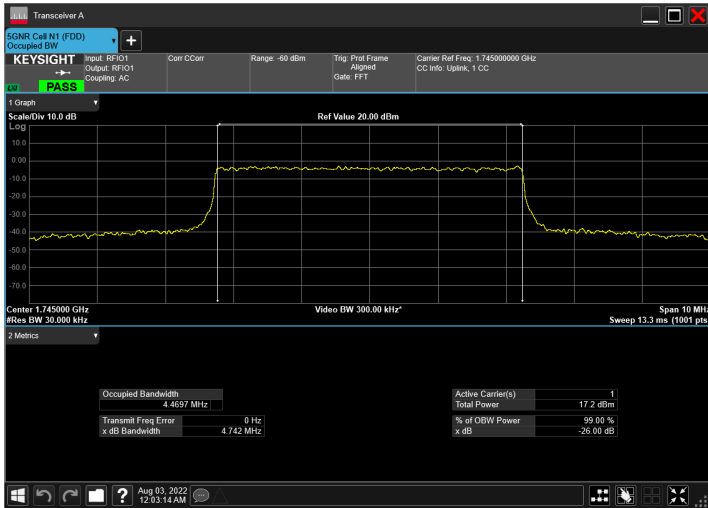 Transceiver A
5GNR Cell N1 (FDD)
Occupied BW
KEYSIGHT
LXI
PASS
Input: RFIO1
Output: RFIO1
Coupling: AC
Corr CCorr
Range: -60 dBm
Trig: Prot Frame
Aligned
Gate: FFT
Carrier Ref Freq: 1.745000000 GHz
CC Info: Uplink, 1 CC
1 Graph
Scale/Div 10.0 dB
Ref Value 20.00 dBm
Log
10.0
0.00
-10.0
-20.0
-30.0
-40.0
-50.0
-60.0
-70.0
Center 1.745000 GHz
Video BW 300.00 kHz*
Span 10 MHz
#Res BW 30.000 kHz
Sweep 13.3 ms (1001 pts
2 Metrics
Occupied Bandwidth
4.4697 MHz
Transmit Freq Error 0 Hz
x dB Bandwidth 4.742 MHz
Active Carrier(s) 1
Total Power 17.2 dBm
% of OBW Power 99.00 %
x dB -26.00 dB
Aug 03, 2022
12:03:14 AM